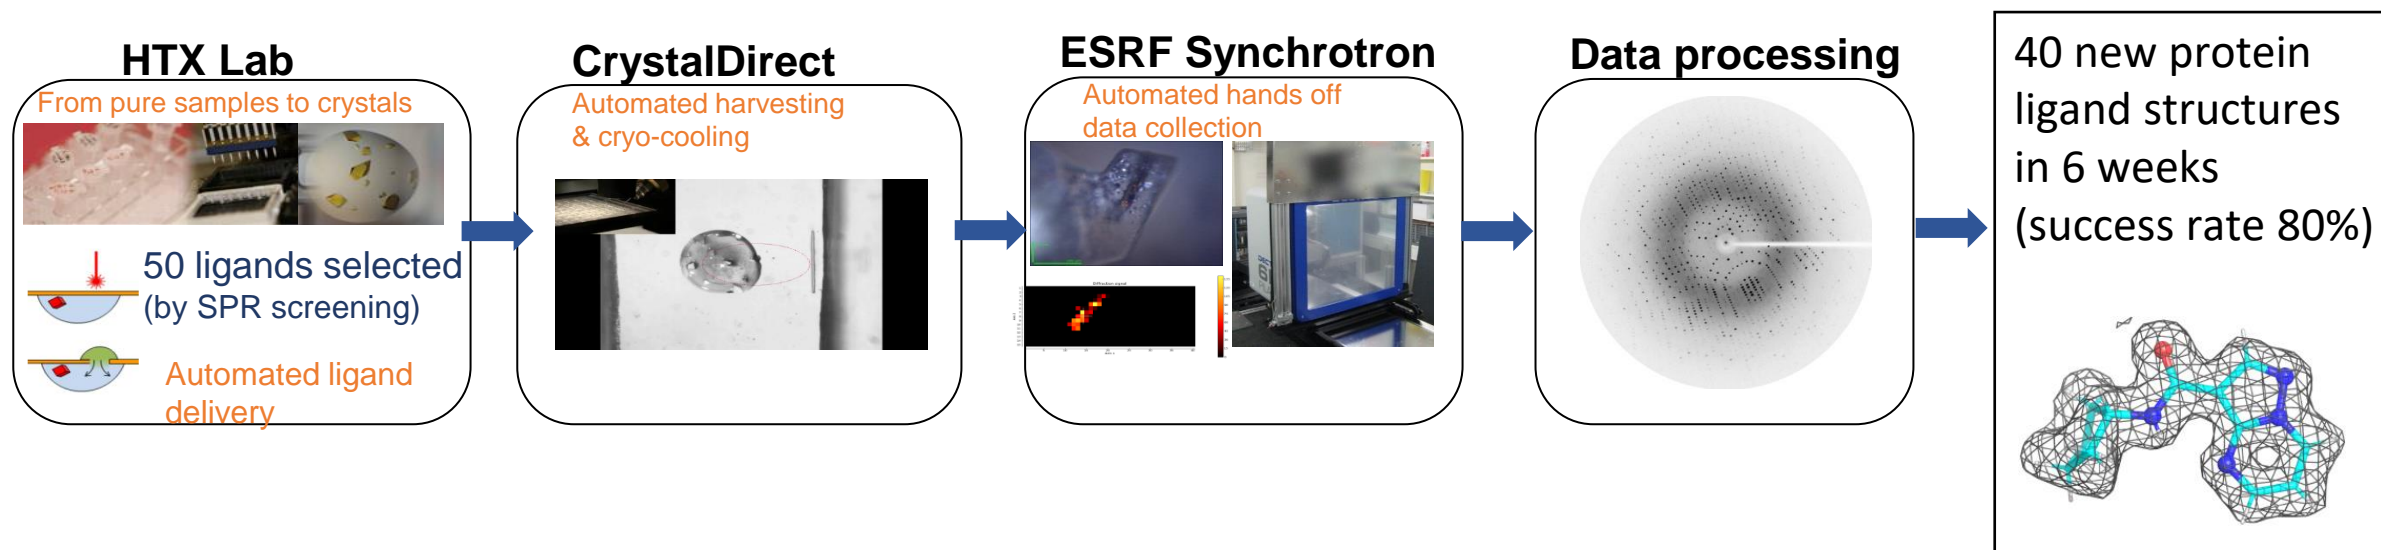 HTX Lab
From pure samples to crystals
50 ligands selected
(by SPR screening)
Automated ligand
delivery
CrystalDirect
Automated harvesting
& cryo-cooling
ESRF Synchrotron
Automated hands off
data collection
Data processing
40 new protein
ligand structures
in 6 weeks
(success rate 80%)